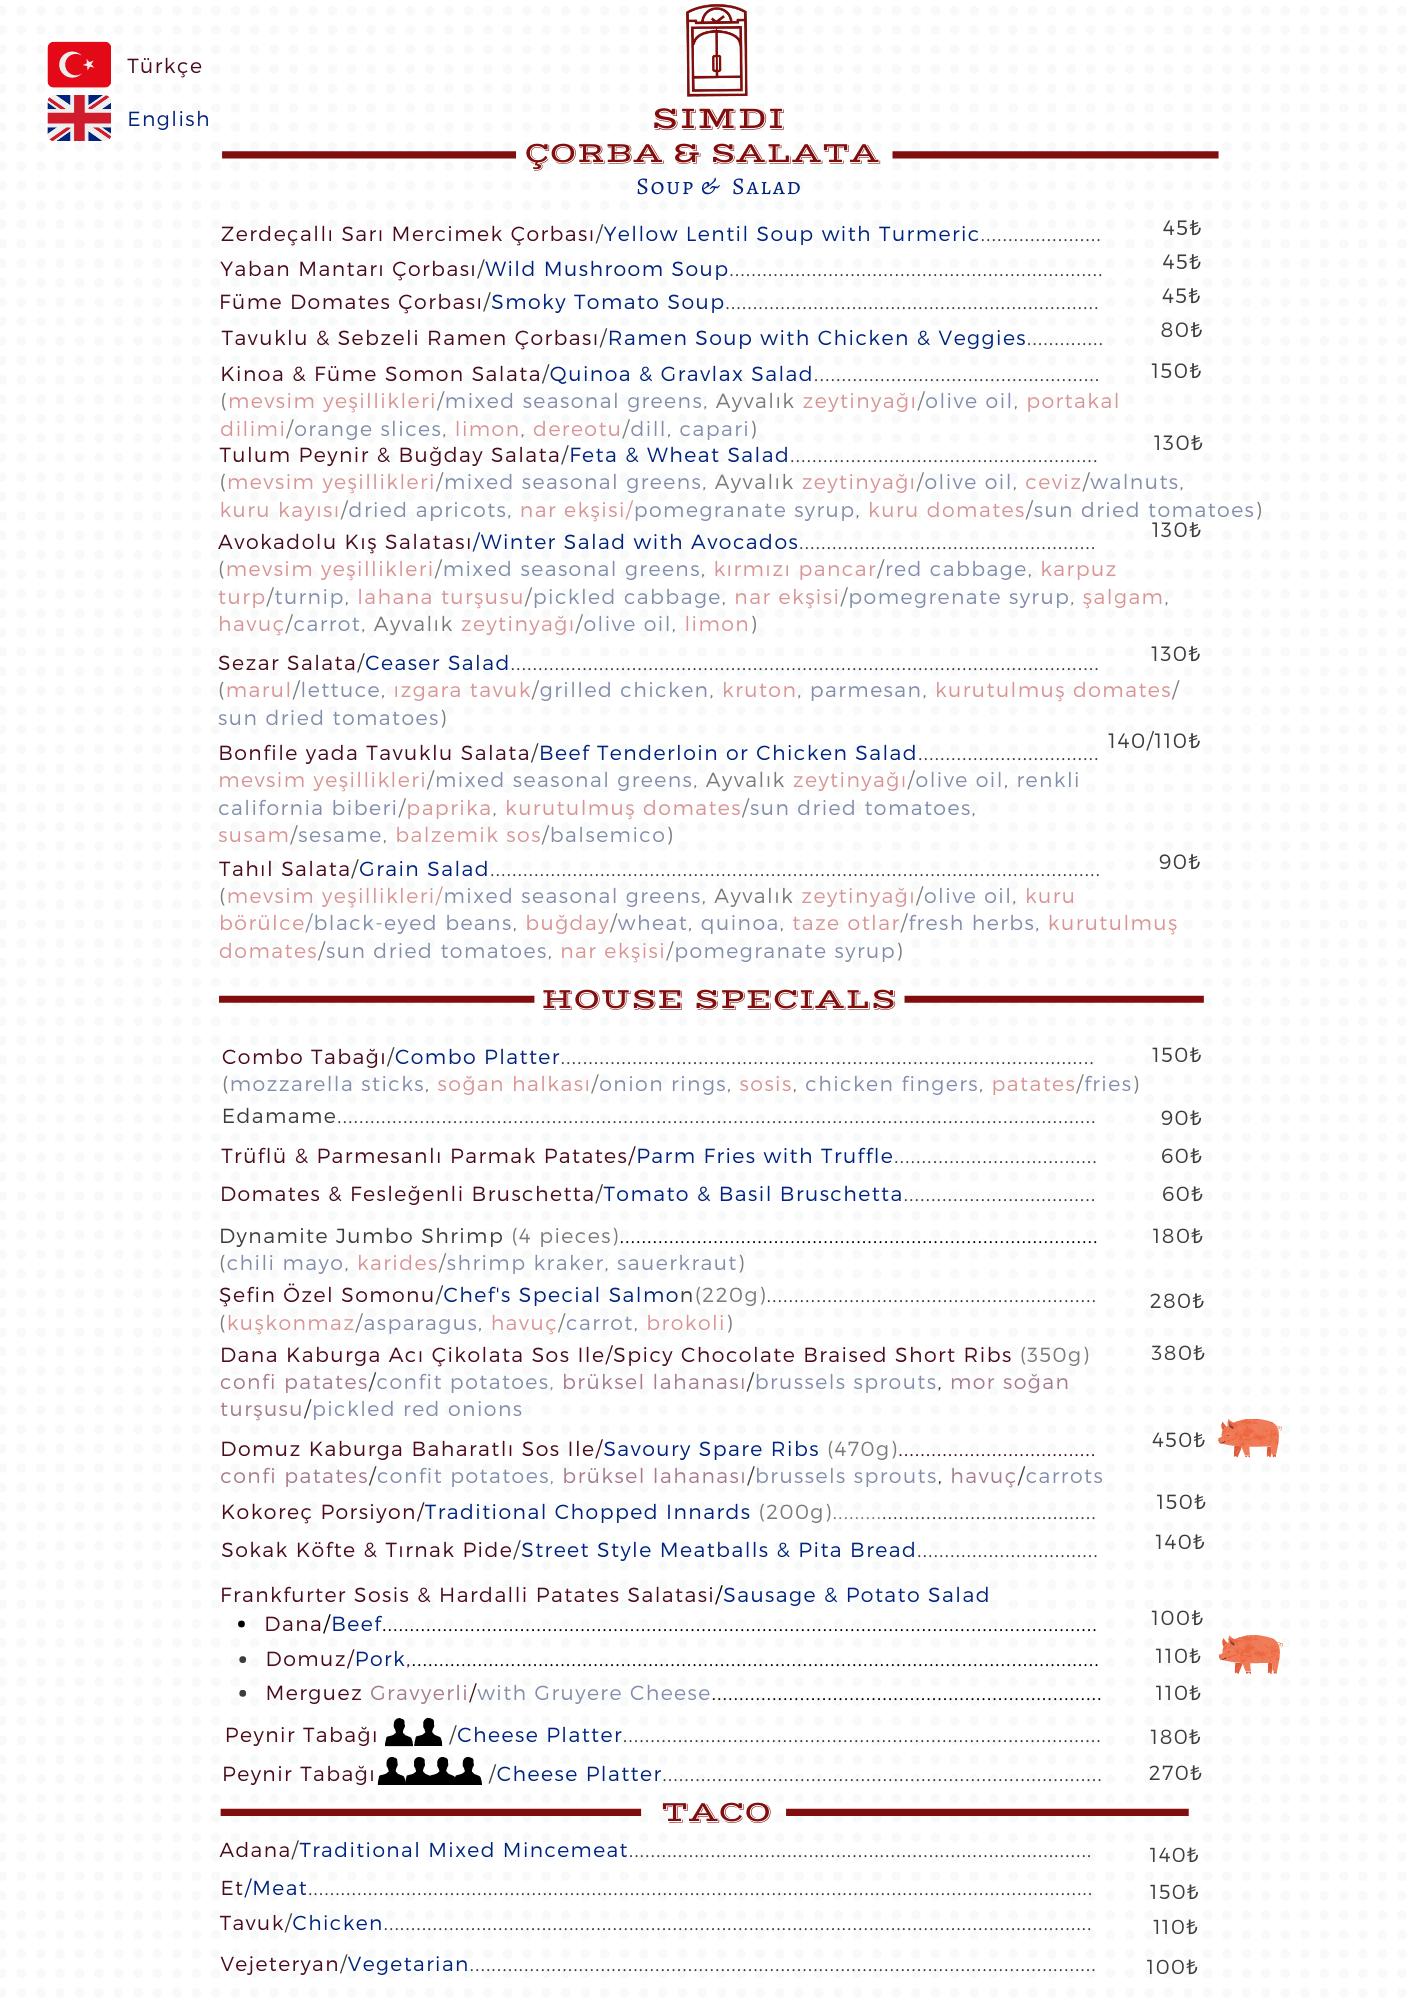 Türkçe
English
SIMDI
ÇORBA & SALATA
Soup & Salad
Zerdeçallı Sarı Mercimek Çorbası/Yellow Lentil Soup with Turmeric...................... 45₺
Yaban Mantarı Çorbası/Wild Mushroom Soup.................................................................... 45₺
Füme Domates Çorbası/Smoky Tomato Soup.................................................................... 45₺
Tavuklu & Sebzeli Ramen Çorbası/Ramen Soup with Chicken & Veggies.............. 80₺
Kinoa & Füme Somon Salata/Quinoa & Gravlax Salad.................................................... 150₺
(mevsim yeşillikleri/mixed seasonal greens, Ayvalık zeytinyağı/olive oil, portakal
dilimi/orange slices, limon, dereotu/dill, capari)
Tulum Peynir & Buğday Salata/Feta & Wheat Salad........................................................ 130₺
(mevsim yeşillikleri/mixed seasonal greens, Ayvalık zeytinyağı/olive oil, ceviz/walnuts,
kuru kayısı/dried apricots, nar ekşisi/pomegranate syrup, kuru domates/sun dried tomatoes)
Avokadolu Kış Salatası/Winter Salad with Avocados...................................................... 130₺
(mevsim yeşillikleri/mixed seasonal greens, kırmızı pancar/red cabbage, karpuz
turp/turnip, lahana turşusu/pickled cabbage, nar ekşisi/pomegrenate syrup, şalgam,
havuç/carrot, Ayvalık zeytinyağı/olive oil, limon)
Sezar Salata/Ceaser Salad........................................................................................................... 130₺
(marul/lettuce, ızgara tavuk/grilled chicken, kruton, parmesan, kurutulmuş domates/
sun dried tomatoes)
Bonfile yada Tavuklu Salata/Beef Tenderloin or Chicken Salad................................. 140/110₺
mevsim yeşillikleri/mixed seasonal greens, Ayvalık zeytinyağı/olive oil, renkli
california biberi/paprika, kurutulmuş domates/sun dried tomatoes,
susam/sesame, balzemik sos/balsemico)
Tahıl Salata/Grain Salad............................................................................................................... 90₺
(mevsim yeşillikleri/mixed seasonal greens, Ayvalık zeytinyağı/olive oil, kuru
börülce/black-eyed beans, buğday/wheat, quinoa, taze otlar/fresh herbs, kurutulmuş
domates/sun dried tomatoes, nar ekşisi/pomegranate syrup)
HOUSE SPECIALS
Combo Tabağı/Combo Platter................................................................................................. 150₺
(mozzarella sticks, soğan halkası/onion rings, sosis, chicken fingers, patates/fries)
Edamame.......................................................................................................................................... 90₺
Trüflü & Parmesanlı Parmak Patates/Parm Fries with Truffle..................................... 60₺
Domates & Fesleğenli Bruschetta/Tomato & Basil Bruschetta................................... 60₺
Dynamite Jumbo Shrimp (4 pieces)....................................................................................... 180₺
(chili mayo, karides/shrimp kraker, sauerkraut)
Şefin Özel Somonu/Chef's Special Salmon(220g)............................................................ 280₺
(kuşkonmaz/asparagus, havuç/carrot, brokoli)
Dana Kaburga Acı Çikolata Sos Ile/Spicy Chocolate Braised Short Ribs (350g) 380₺
confi patates/confit potatoes, brüksel lahanası/brussels sprouts, mor soğan
turşusu/pickled red onions
Domuz Kaburga Baharatlı Sos Ile/Savoury Spare Ribs (470g).................................... 450₺
confi patates/confit potatoes, brüksel lahanası/brussels sprouts, havuç/carrots
Kokoreç Porsiyon/Traditional Chopped Innards (200g)................................................ 150₺
Sokak Köfte & Tırnak Pide/Street Style Meatballs & Pita Bread................................. 140₺
Frankfurter Sosis & Hardalli Patates Salatasi/Sausage & Potato Salad
• Dana/Beef.................................................................................................................................. 100₺
• Domuz/Pork,............................................................................................................................. 110₺
• Merguez Gravyerli/with Gruyere Cheese....................................................................... 110₺
Peynir Tabağı /Cheese Platter....................................................................................... 180₺
Peynir Tabağı /Cheese Platter................................................................................ 270₺
TACO
Adana/Traditional Mixed Mincemeat.................................................................................... 140₺
Et/Meat............................................................................................................................................... 150₺
Tavuk/Chicken................................................................................................................................. 110₺
Vejeteryan/Vegetarian.................................................................................................................. 100₺